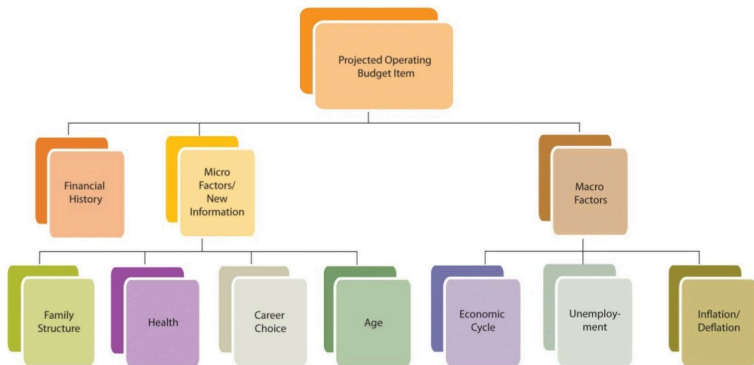 Projected Operating
Budget Item
Financial
History
Micro
Factors/
New
Information
Macro
Factors
Family
Structure
Health
Career
Choice
Age
Economic
Cycle
Unemploy-
ment
Inflation/
Deflation